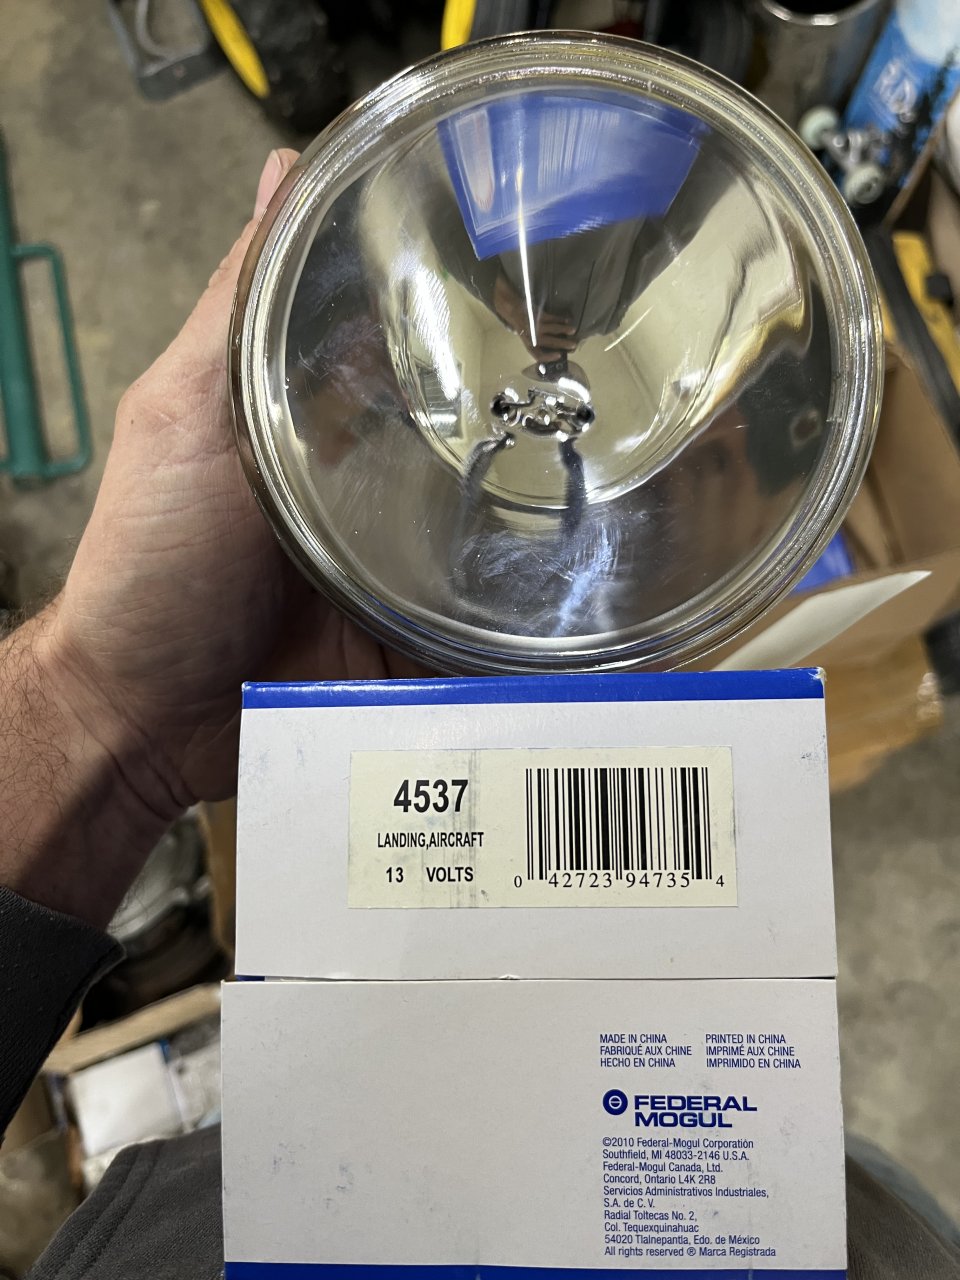 4537
LANDING,AIRCRAFT
13 VOLTS
0 42723 94735 4
MADE IN CHINA PRINTED IN CHINA
FABRIQUÉ AUX CHINE IMPRIMÉ AUX CHINE
HECHO EN CHINA IMPRIMIDO EN CHINA
FEDERAL
MOGUL
©2010 Federal-Mogul Corporation
Southfield, MI 48033-2146 U.S.A.
Federal-Mogul Canada, Ltd.
Concord, Ontario L4K 2R8
Servicios Administrativos Industriales,
S.A. de C. V.
Radial Toltecas No. 2,
Col. Tequexquinahuac
54020 Tlalnepantla, Edo. de México
All rights reserved ® Marca Registrada